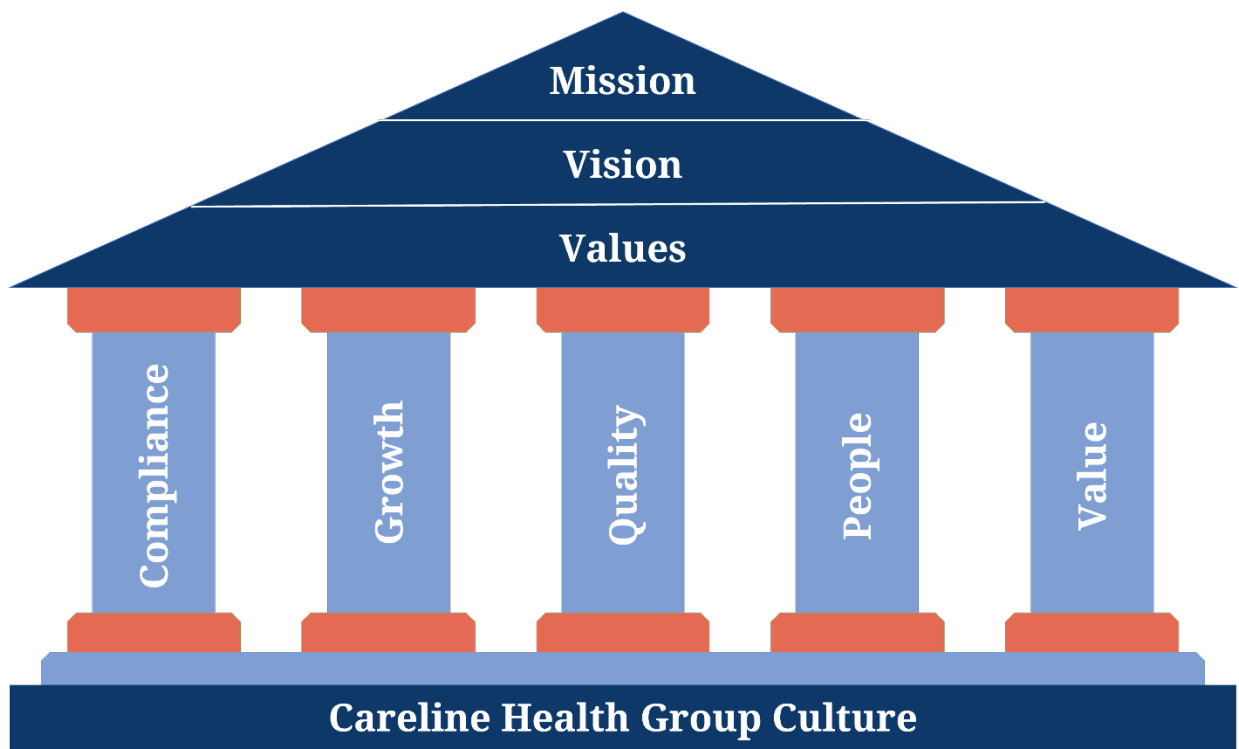 Mission
Vision
Values
Compliance
Growth
Quality
People
Value
Careline Health Group Culture